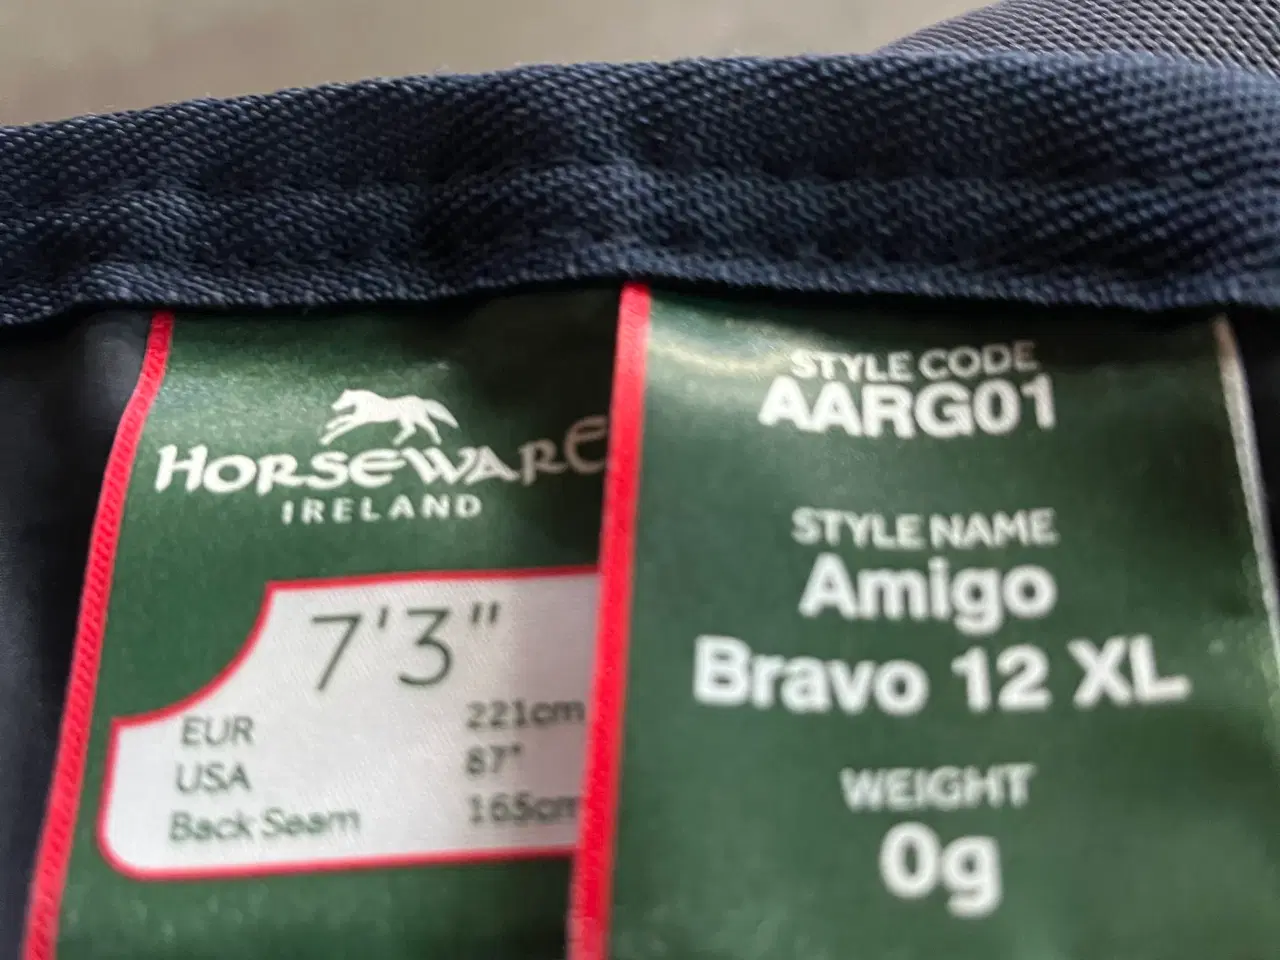 HORSEWARE
IRELAND
7'3"
EUR 221cm
USA 87"
Back Seam 165cm
STYLE CODE
AARG01
STYLE NAME
Amigo
Bravo 12 XL
WEIGHT
0g